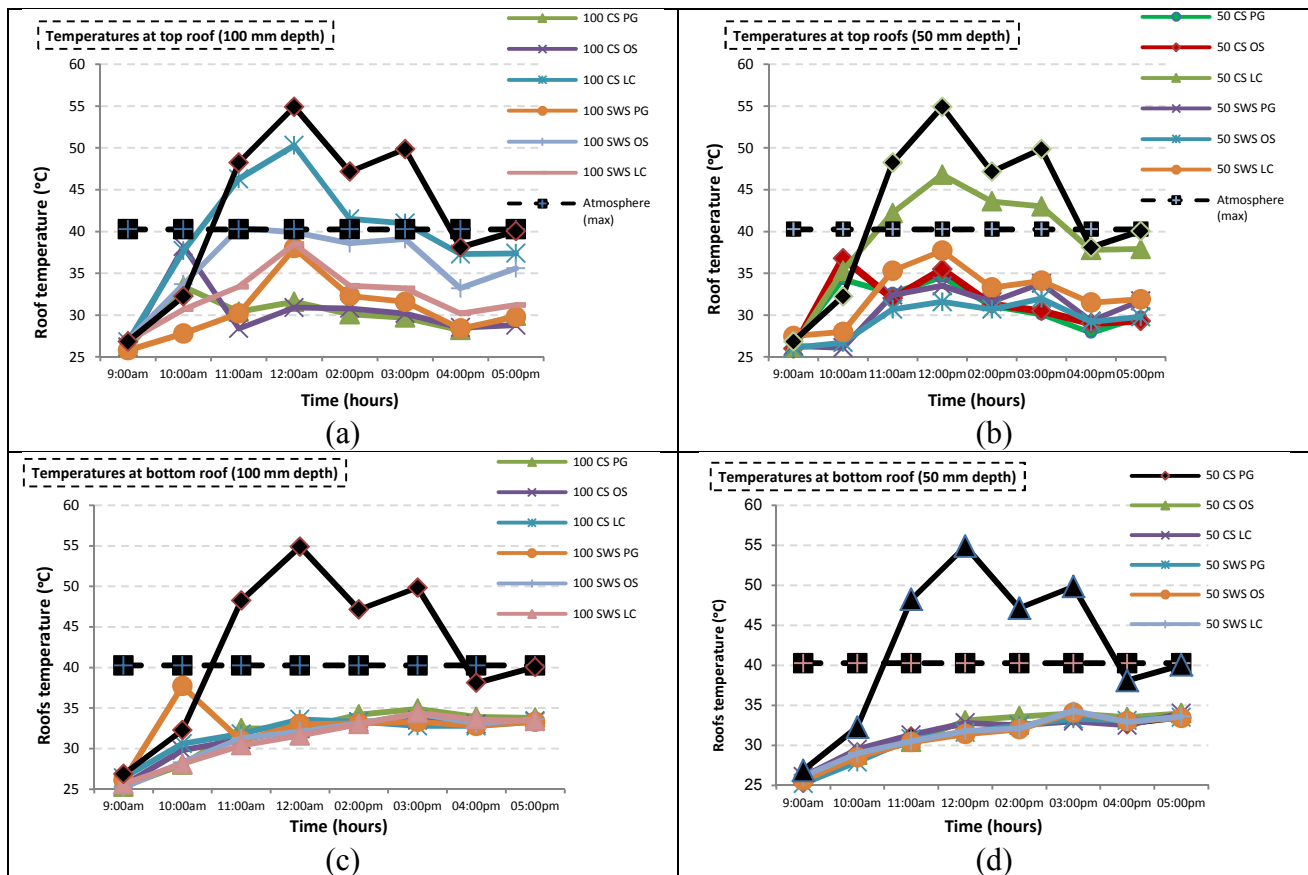 Temperatures at top roof (100 mm depth)
Roof temperature (°C)
60
55
50
45
40
35
30
25
9:00am 10:00am 11:00am 12:00am 02:00pm 03:00pm 04:00pm 05:00pm
Time (hours)
100 CS PG
100 CS OS
100 CS LC
100 SWS PG
100 SWS OS
100 SWS LC
Atmosphere
(max)
(a)
Temperatures at top roofs (50 mm depth)
Roof temperature (°C)
60
55
50
45
40
35
30
25
9:00am 10:00am 11:00am 12:00pm 02:00pm 03:00pm 04:00pm 05:00pm
Time (hours)
50 CS PG
50 CS OS
50 CS LC
50 SWS PG
50 SWS OS
50 SWS LC
Atmosphere
(max)
(b)
Temperatures at bottom roof (100 mm depth)
Roofs temperature (°C)
60
55
50
45
40
35
30
25
9:00am 10:00am 11:00am 12:00am 02:00pm 03:00pm 04:00pm 05:00pm
Time (hours)
100 CS PG
100 CS OS
100 CS LC
100 SWS PG
100 SWS OS
100 SWS LC
(c)
Temperatures at bottom roof (50 mm depth)
Roofs temperature (°C)
60
55
50
45
40
35
30
25
9:00am 10:00am 11:00am 12:00pm 02:00pm 03:00pm 04:00pm 05:00pm
Time (hours)
50 CS PG
50 CS OS
50 CS LC
50 SWS PG
50 SWS OS
50 SWS LC
(d)